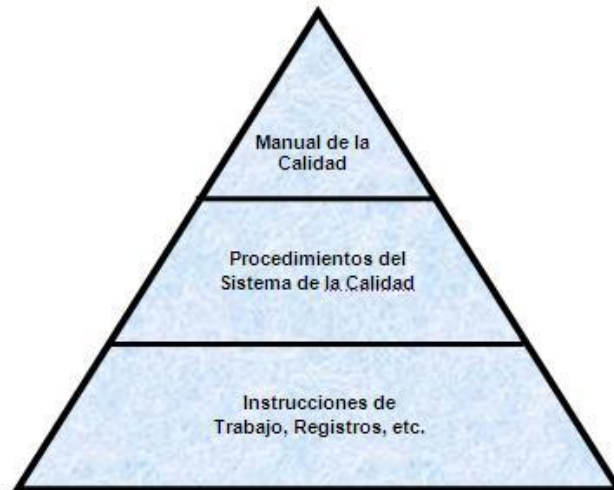 Manual de la
Calidad
Procedimientos del
Sistema de la Calidad
Instrucciones de
Trabajo, Registros, etc.